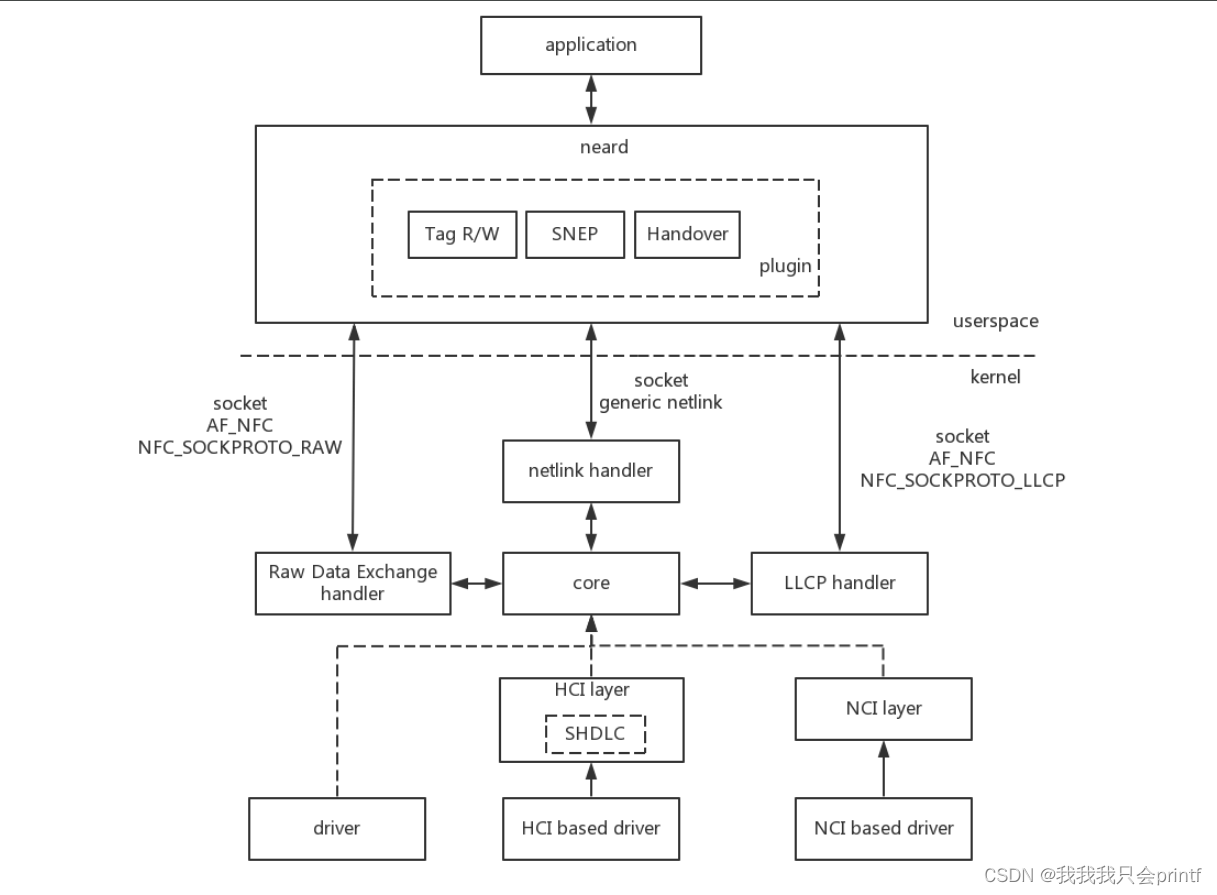 application
neard
Tag R/W
SNEP
Handover
plugin
userspace
kernel
socket
generic netlink
socket
AF_NFC
NFC_SOCKPROTO_RAW
socket
AF_NFC
NFC_SOCKPROTO_LLCP
netlink handler
Raw Data Exchange
handler
core
LLCP handler
HCI layer
SHDLC
NCI layer
driver
HCI based driver
NCI based driver
CSDN @我我我只会printf